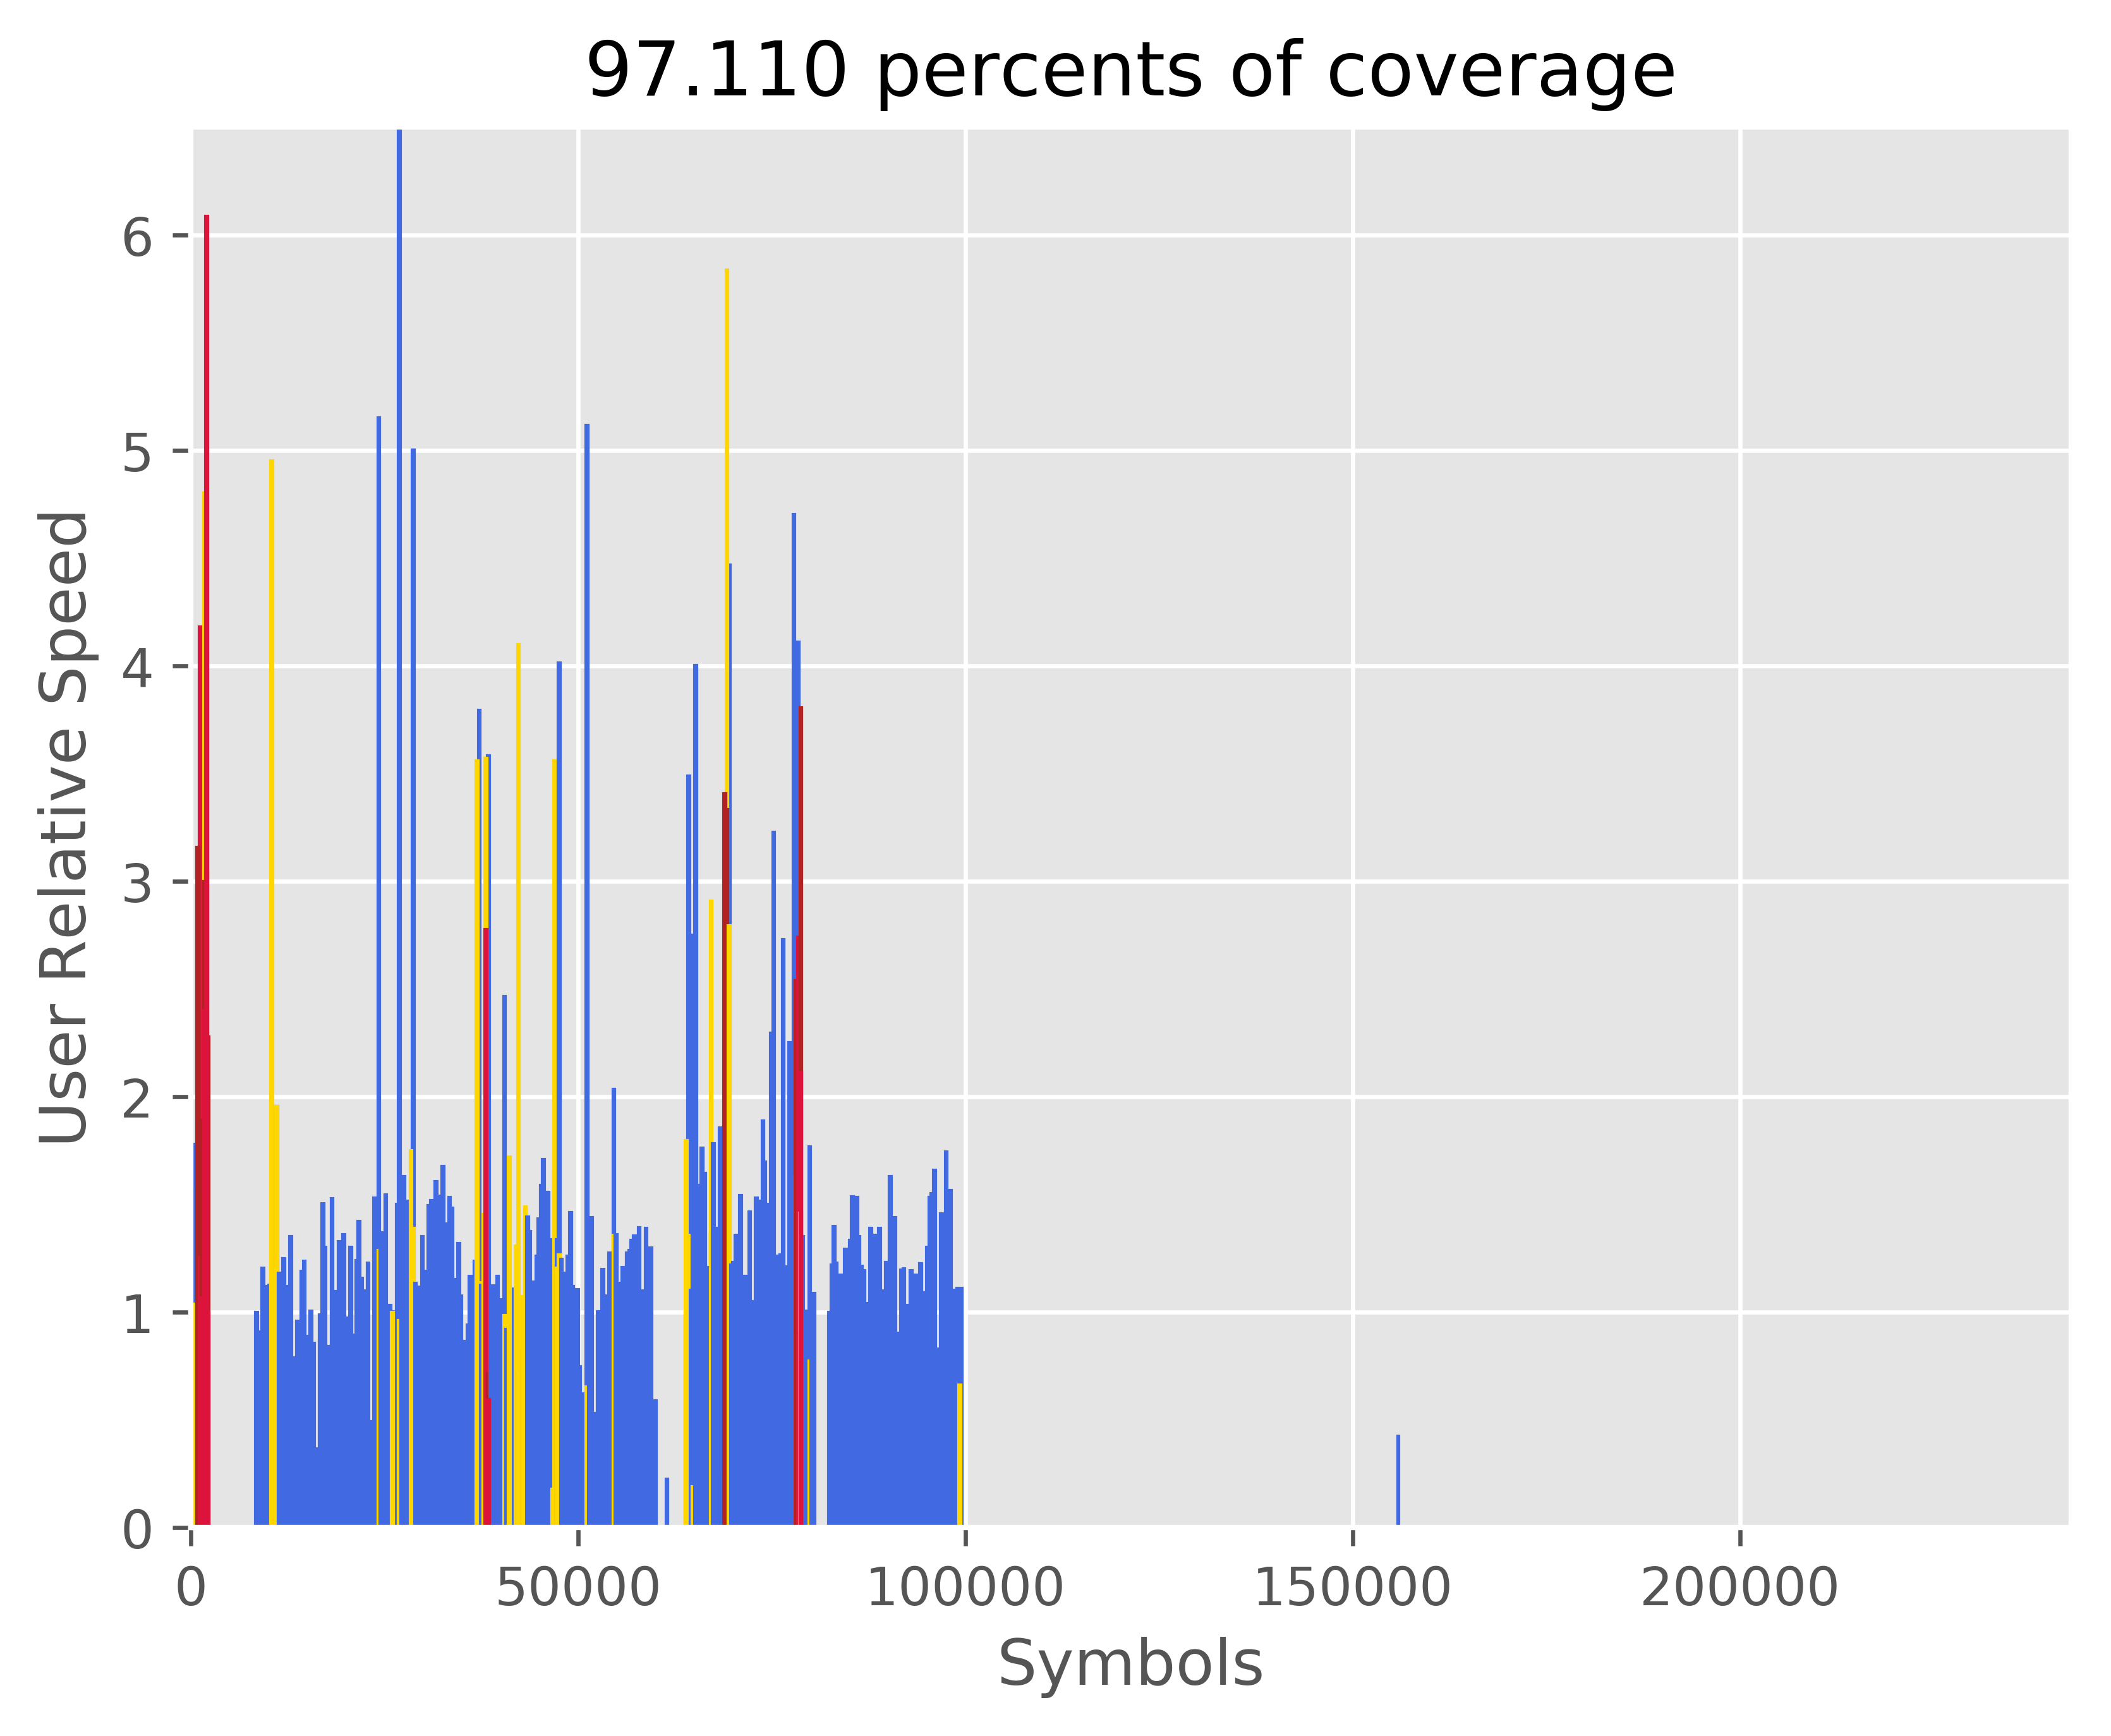 97.110 percents of coverage
6
5
4
3
2
1
0
User Relative Speed
0 50000 100000 150000 200000
Symbols